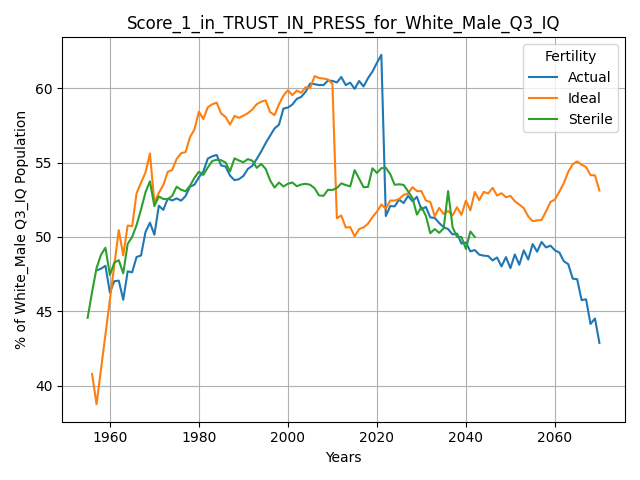 Score_1_in_TRUST_IN_PRESS_for_White_Male_Q3_IQ
% of White_Male Q3_IQ Population
60
55
50
45
40
Fertility
Actual
Ideal
Sterile
1960 1980 2000 2020 2040 2060
Years